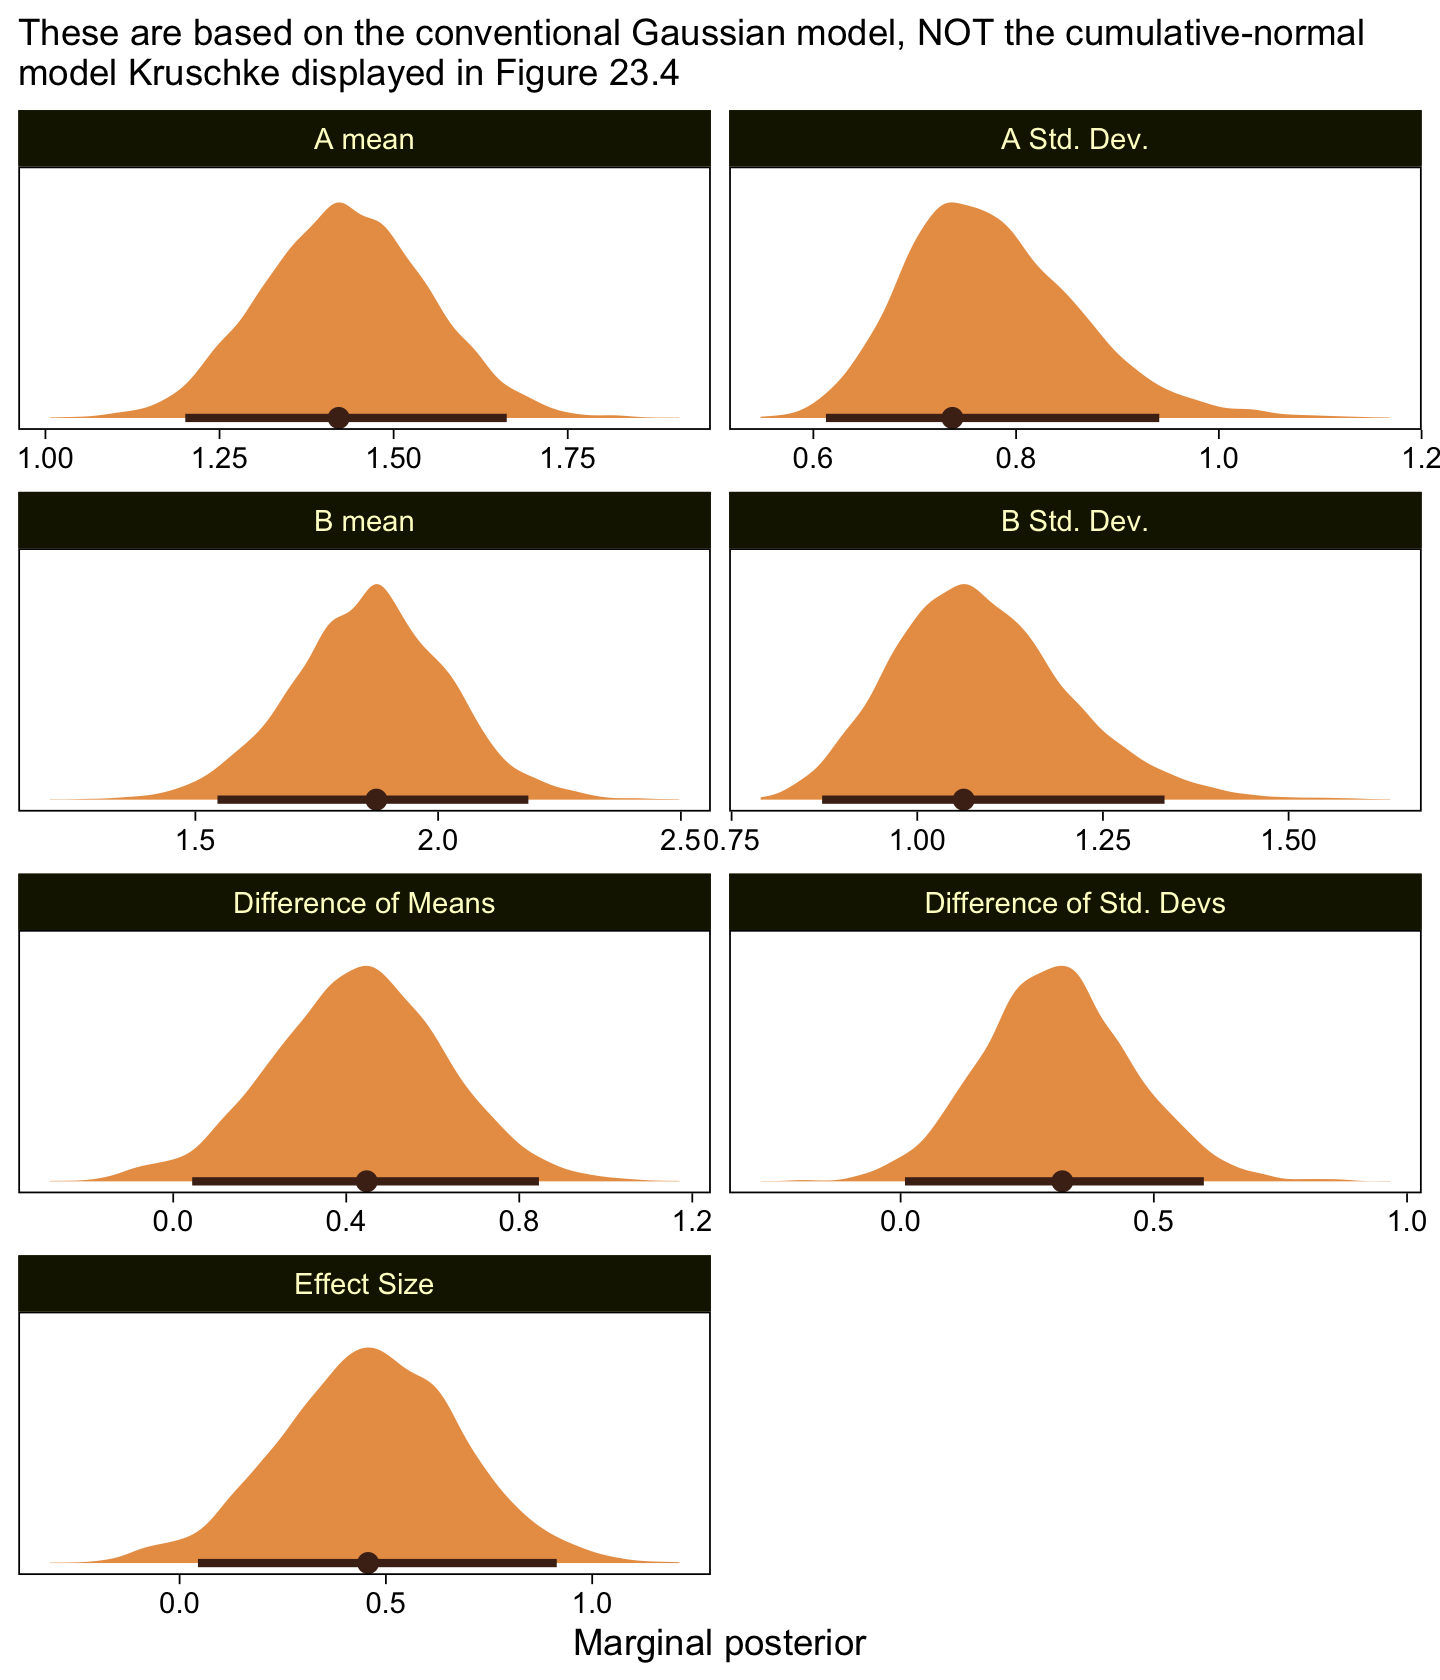 These are based on the conventional Gaussian model, NOT the cumulative-normal
model Kruschke displayed in Figure 23.4
A mean
A Std. Dev.
1.00 1.25 1.50 1.75
0.6 0.8 1.0 1.2
B mean
B Std. Dev.
1.5 2.0 2.5
0.75 1.00 1.25 1.50
Difference of Means
Difference of Std. Devs
0.0 0.4 0.8 1.2
0.0 0.5 1.0
Effect Size
0.0 0.5 1.0
Marginal posterior